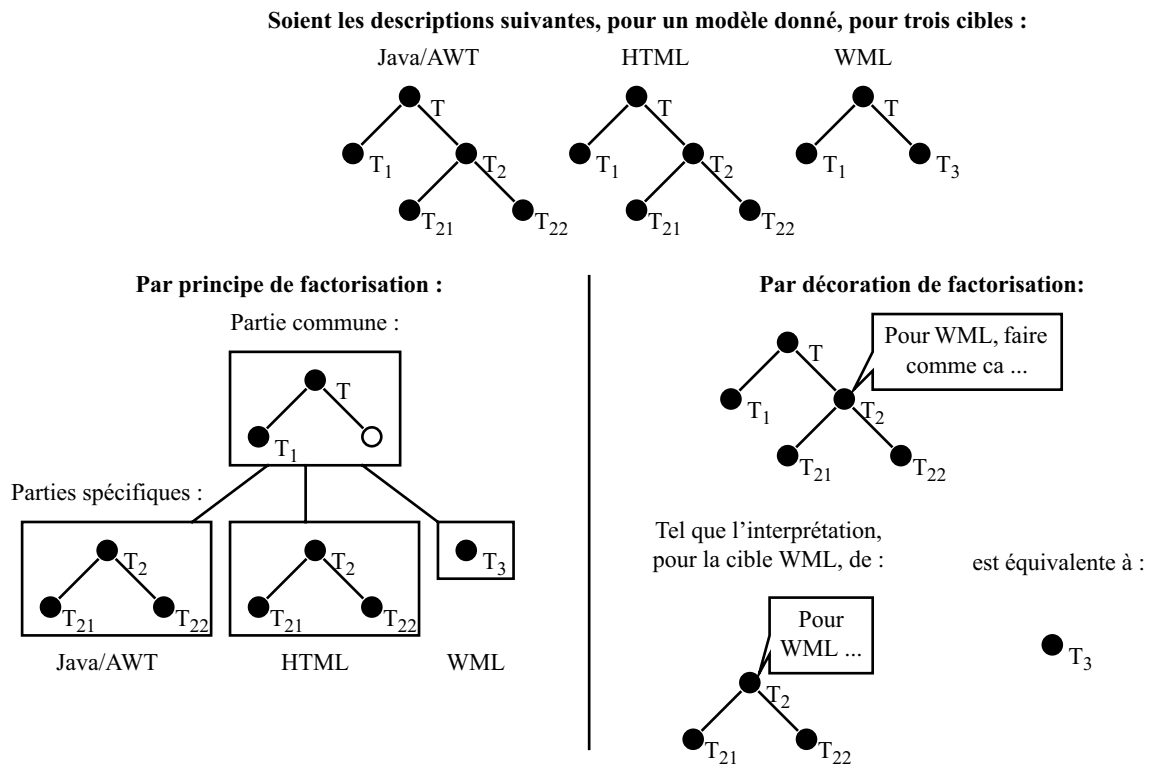 Soient les descriptions suivantes, pour un modèle donné, pour trois cibles :
Java/AWT
HTML
WML
T
T
T
T1
T2
T1
T2
T1
T3
T21
T22
T21
T22
Par principe de factorisation :
Partie commune :
T
T1
Parties spécifiques :
T2
T21
T22
T2
T21
T22
T3
Java/AWT
HTML
WML
Par décoration de factorisation:
Pour WML, faire
comme ca ...
T
T1
T2
T21
T22
Tel que l'interprétation,
pour la cible WML, de :
est équivalente à :
Pour
WML ...
T2
T21
T22
T3